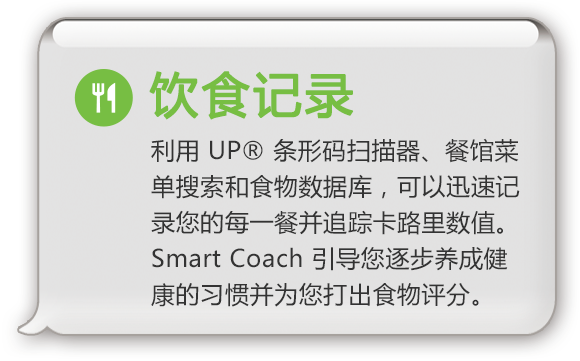 饮食记录
利用 UP® 条形码扫描器、餐馆菜
单搜索和食物数据库，可以迅速记
录您的每一餐并追踪卡路里数值。
Smart Coach 引导您逐步养成健
康的习惯并为您打出食物评分。